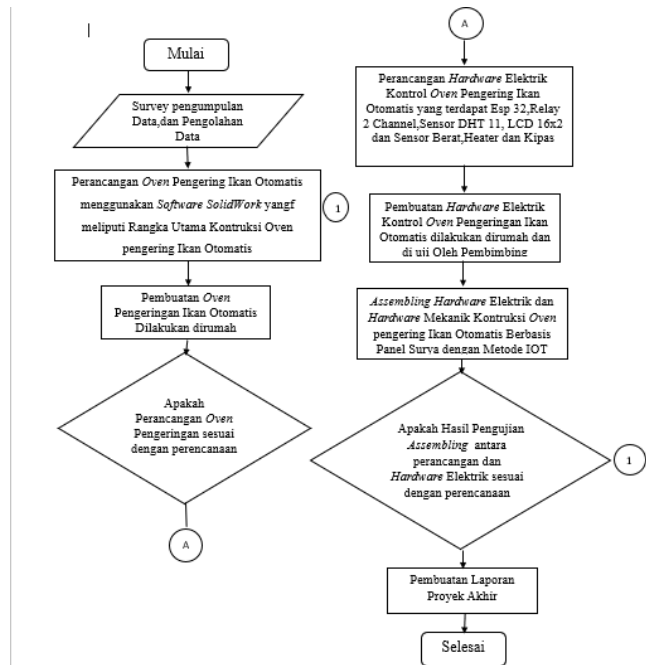 Mulai
Survey pengumpulan
Data,dan Pengolahan
Data
Perancangan Oven Pengering Ikan Otomatis
menggunakan Software SolidWork yangf
meliputi Rangka Utama Kontruksi Oven
pengering Ikan Otomatis
1
Pembuatan Oven
Pengeringan Ikan Otomatis
Dilakukan dirumah
Apakah
Perancangan Oven
Pengeringan sesuai
dengan perencanaan
A
A
Perancangan Hardware Elektrik
Kontrol Oven Pengering Ikan
Otomatis yang terdapat Esp 32,Relay
2 Channel,Sensor DHT 11, LCD 16x2
dan Sensor Berat,Heater dan Kipas
Pembuatan Hardware Elektrik
Kontrol Oven Pengeringan Ikan
Otomatis dilakukan dirumah dan
di uji Oleh Pembimbing
Assembling Hardware Elektrik dan
Hardware Mekanik Kontruksi Oven
pengering Ikan Otomatis Berbasis
Panel Surya dengan Metode IOT
Apakah Hasil Pengujian
Assembling antara
perancangan dan
Hardware Elektrik sesuai
dengan perencanaan
1
Pembuatan Laporan
Proyek Akhir
Selesai